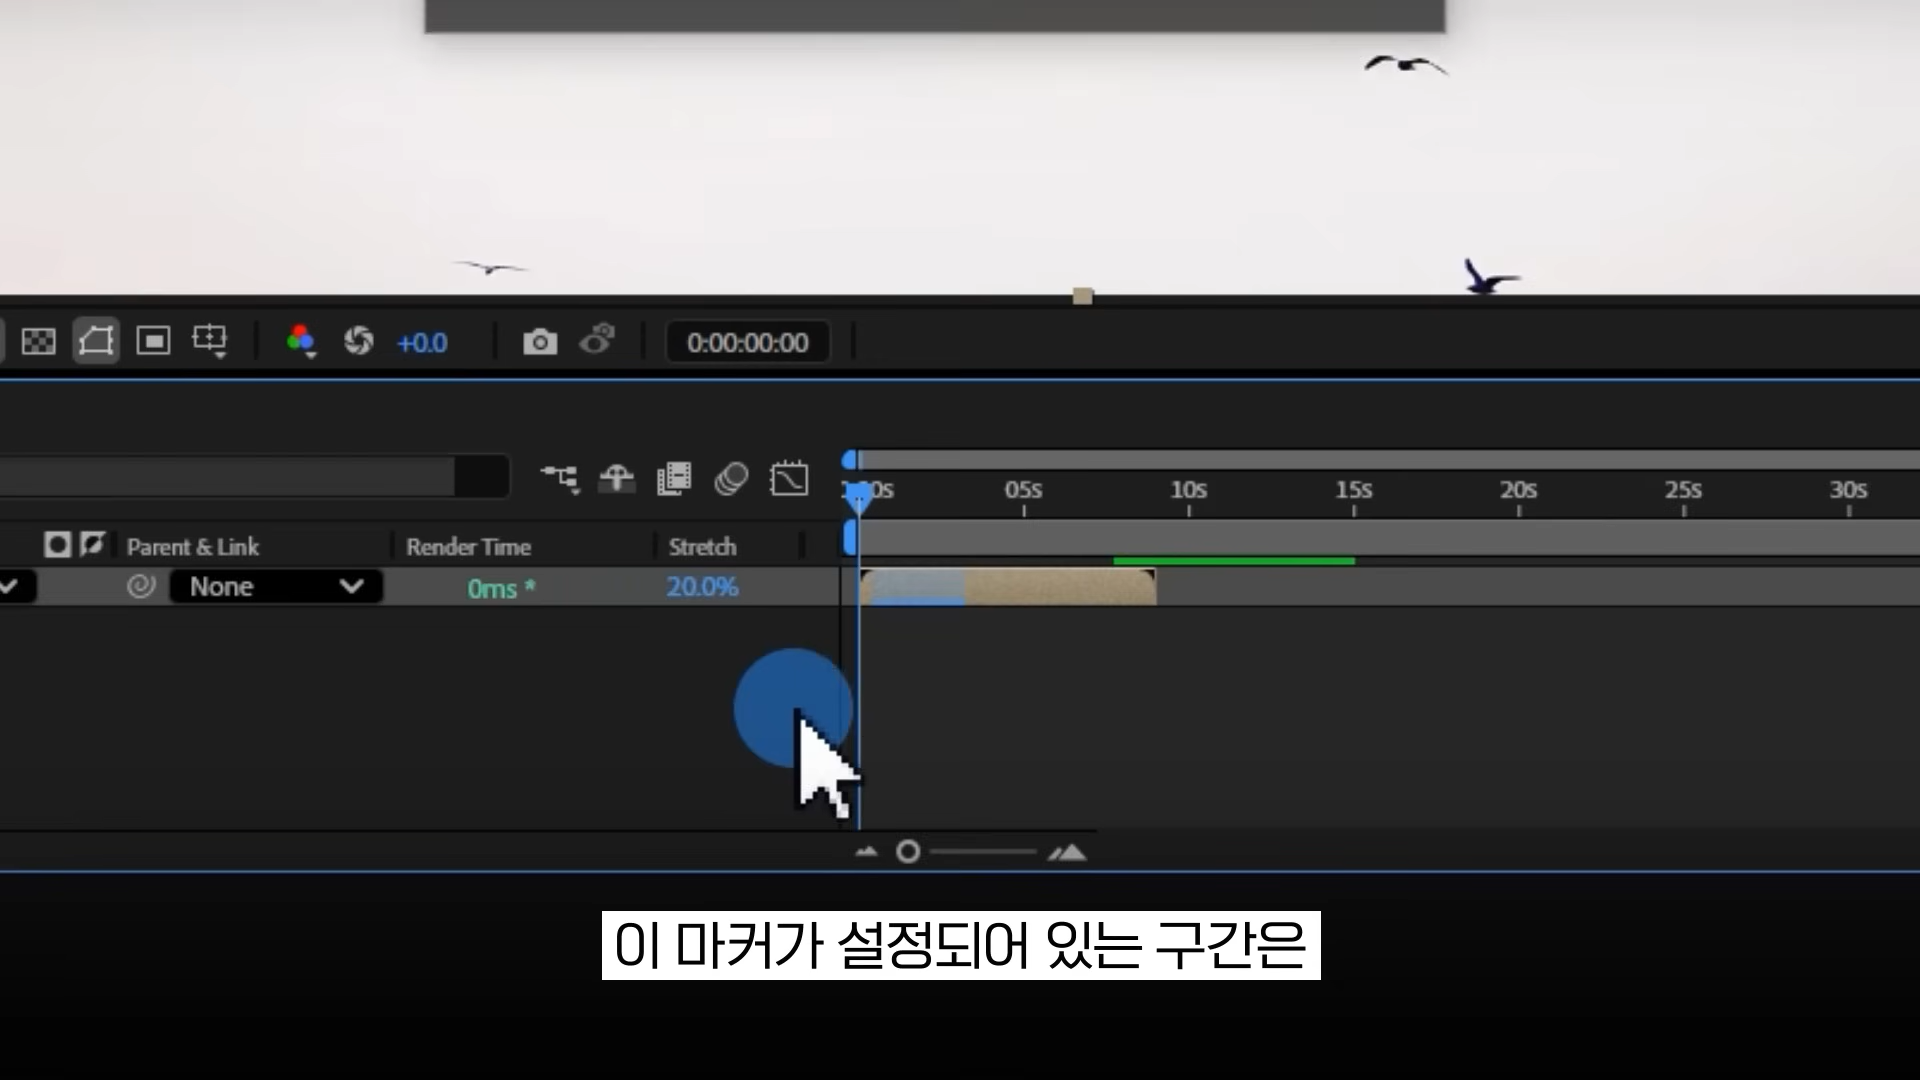 +0.0
0:00:00:00
05s 10s 15s 20s 25s 30s
Parent & Link Render Time Stretch
None 0ms * 20.0%
이 마커가 설정되어 있는 구간은